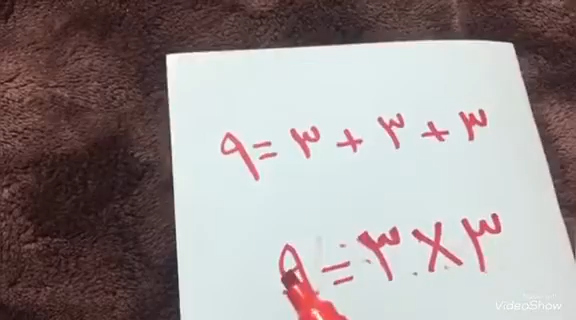 ٣ + ٣ + ٣ = ٩
٣ × ٣ = ٩
VideoShow